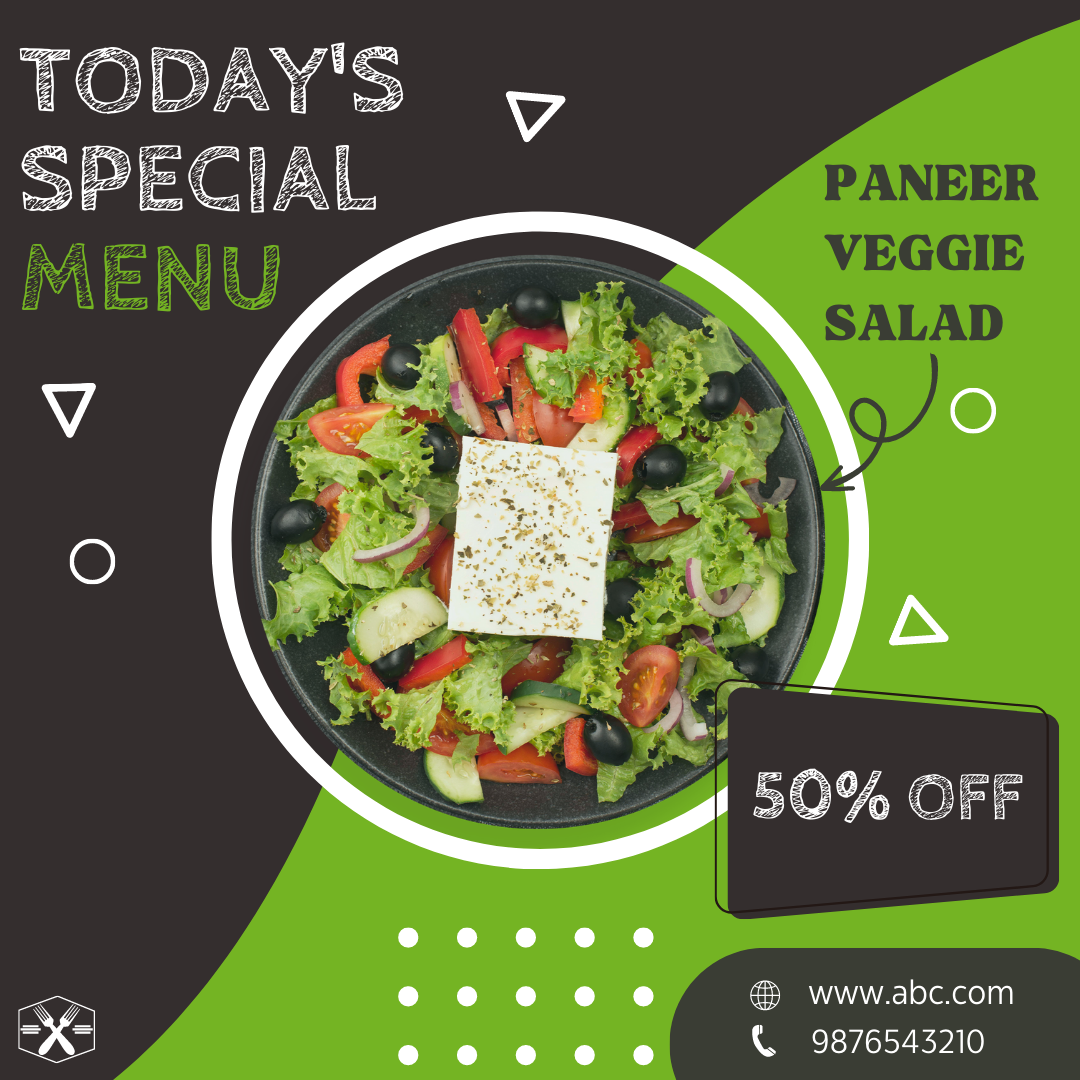 TODAY'S
SPECIAL
MENU
PANEER
VEGGIE
SALAD
50% OFF
www.abc.com
9876543210